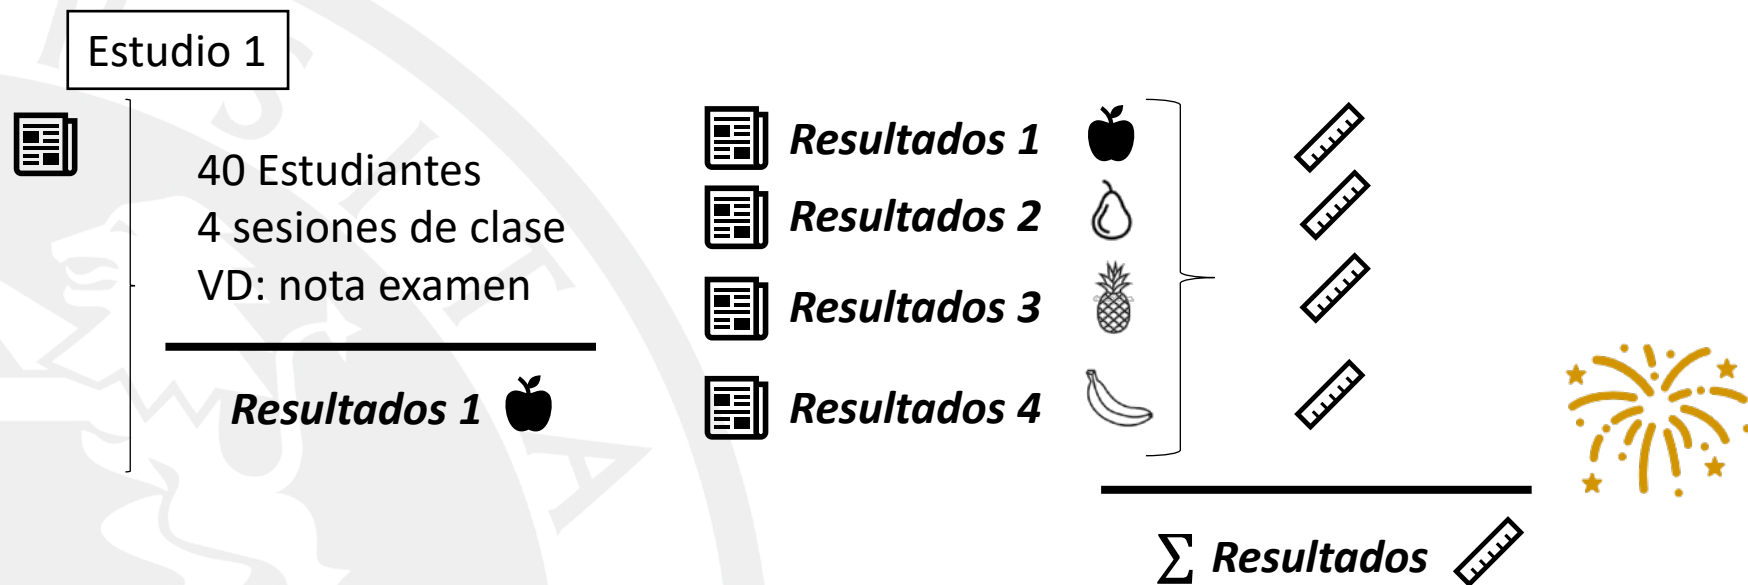 Estudio 1
40 Estudiantes
4 sesiones de clase
VD: nota examen
Resultados 1
Resultados 1
Resultados 2
Resultados 3
Resultados 4
∑ Resultados